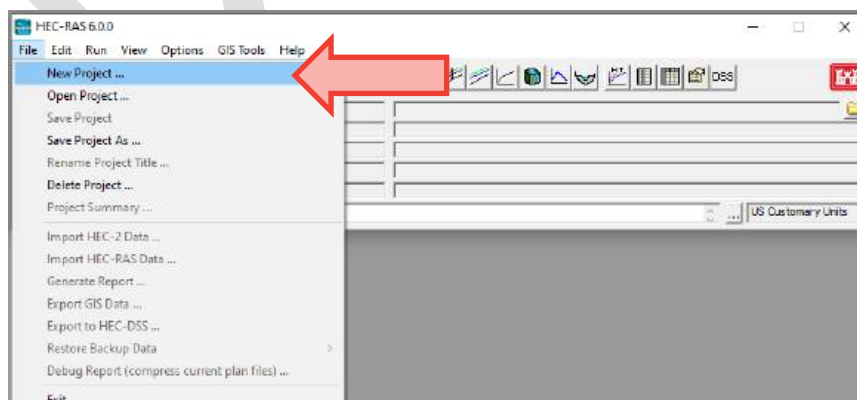 HEC-RAS 6.0.0
File Edit Run View Options GIS Tools Help
New Project ...
Open Project ...
Save Project
Save Project As ...
Rename Project Title ...
Delete Project ...
Project Summary ...
US Customary Units
Import HEC-2 Data ...
Import HEC-RAS Data ...
Generate Report ...
Export GIS Data ...
Export to HEC-DSS ...
Restore Backup Data
Debug Report (compress current plan files) ...
Exit
DSS